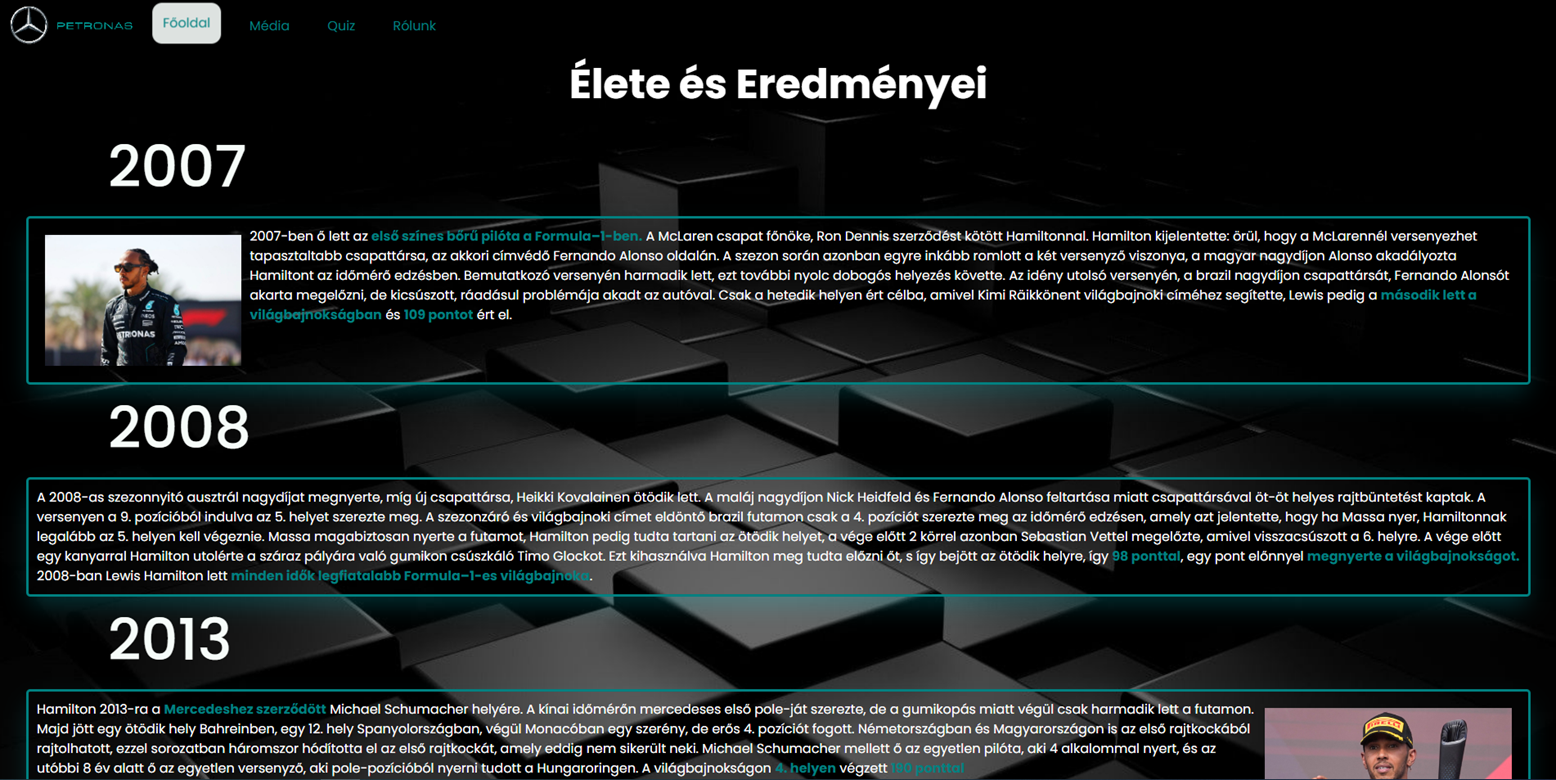 PETRONAS Főoldal Média Quiz Rólunk
Élete és Eredményei
2007
2007-ben ő lett az első színes bőrű pilóta a Formula–1-ben. A McLaren csapat főnöke, Ron Dennis szerződést kötött Hamiltonnal. Hamilton kijelentette: örül, hogy a McLarennél versenyezhet
tapasztaltabb csapattársa, az akkori címvédő Fernando Alonso oldalán. A szezon során azonban egyre inkább romlott a két versenyző viszonya, a magyar nagydíjon Alonso akadályozta
Hamiltont az időmérő edzésben. Bemutatkozó versenyén harmadik lett, ezt további nyolc dobogós helyezés követte. Az idény utolsó versenyén, a brazil nagydíjon csapattársát, Fernando Alonsót
akarta megelőzni, de kicsúszott, ráadásul problémája akadt az autóval. Csak a hetedik helyen ért célba, amivel Kimi Räikkönent világbajnoki címéhez segítette, Lewis pedig a második lett a
világbajnokságban és 109 pontot ért el.
PETRONAS
2008
A 2008-as szezonnyitó ausztrál nagydíjat megnyerte, míg új csapattársa, Heikki Kovalainen ötödik lett. A maláj nagydíjon Nick Heidfeld és Fernando Alonso feltartása miatt csapattársával öt-öt helyes rajtbüntetést kaptak. A
versenyen a 9. pozícióból indulva az 5. helyet szerezte meg. A szezonzáró és világbajnoki címet eldöntő brazil futamon csak a 4. pozíciót szerezte meg az időmérő edzésen, amely azt jelentette, hogy ha Massa nyer, Hamiltonnak
legalább az 5. helyen kell végeznie. Massa magabiztosan nyerte a futamot, Hamilton pedig tudta tartani az ötödik helyet, a vége előtt 2 körrel azonban Sebastian Vettel megelőzte, amivel visszacsúszott a 6. helyre. A vége előtt
egy kanyarral Hamilton utolérte a száraz pályára való gumikon csúszkáló Timo Glockot. Ezt kihasználva Hamilton meg tudta előzni őt, s így bejött az ötödik helyre, így 98 ponttal, egy pont előnnyel megnyerte a világbajnokságot.
2008-ban Lewis Hamilton lett minden idők legfiatalabb Formula–1-es világbajnoka.
2013
Hamilton 2013-ra a Mercedeshez szerződött Michael Schumacher helyére. A kínai időmérőn mercedeses első pole-ját szerezte, de a gumikopás miatt végül csak harmadik lett a futamon.
Majd jött egy ötödik hely Bahreinben, egy 12. hely Spanyolországban, végül Monacóban egy szerény, de erős 4. pozíciót fogott. Németországban és Magyarországon is az első rajtkockából
rajtolhatott, ezzel sorozatban háromszor hódította el az első rajtkockát, amely eddig nem sikerült neki. Michael Schumacher mellett ő az egyetlen pilóta, aki 4 alkalommal nyert, és az
utóbbi 8 év alatt ő az egyetlen versenyző, aki pole-pozícióból nyerni tudott a Hungaroringen. A világbajnokságon 4. helyen végzett 190 ponttal
PIRELLI